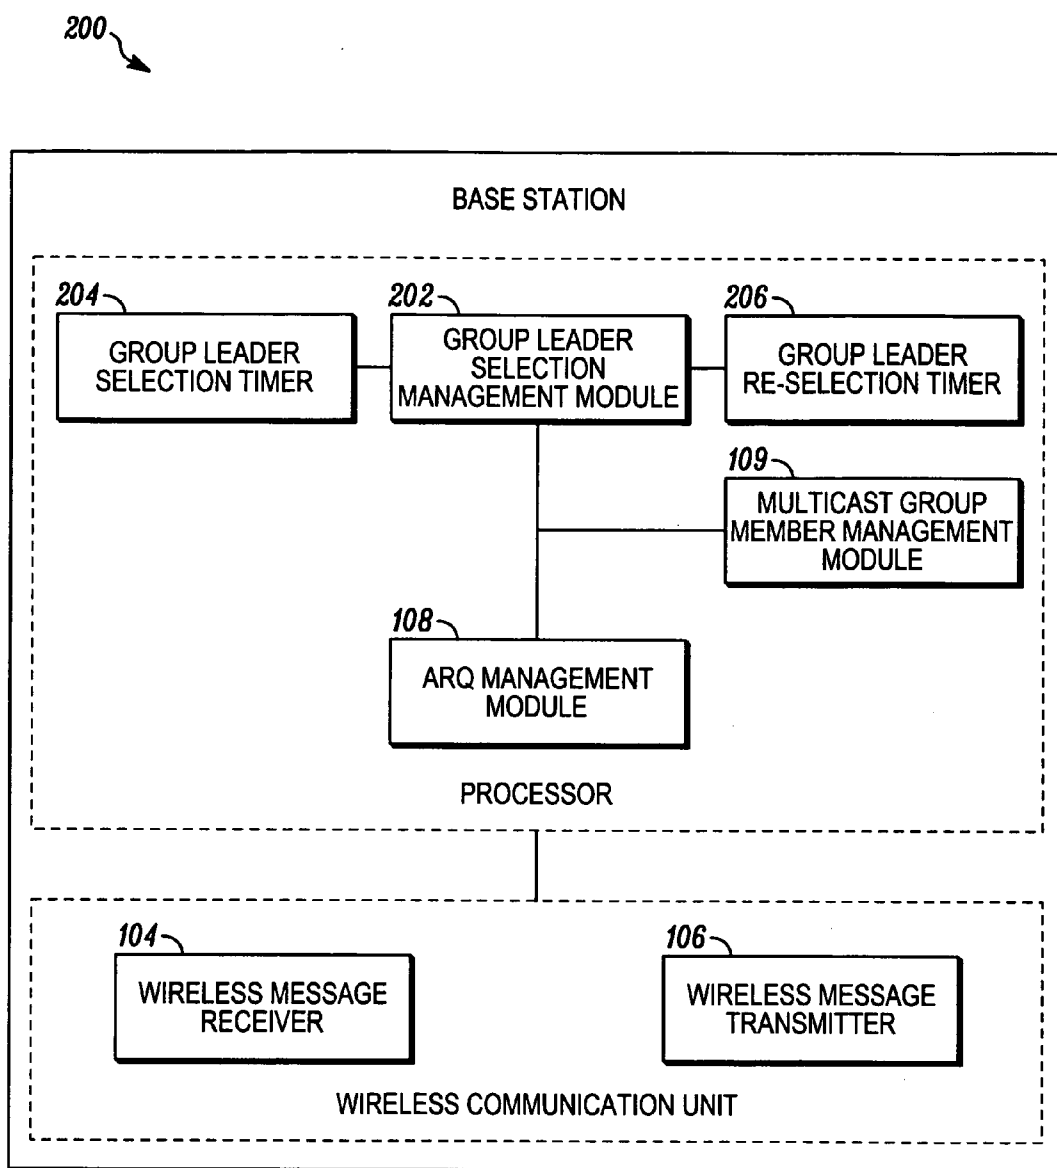 200
BASE STATION
204
202
206
GROUP LEADER
SELECTION TIMER
GROUP LEADER
SELECTION
MANAGEMENT MODULE
GROUP LEADER
RE-SELECTION TIMER
109
MULTICAST GROUP
MEMBER MANAGEMENT
MODULE
108
ARQ MANAGEMENT
MODULE
PROCESSOR
104
106
WIRELESS MESSAGE
RECEIVER
WIRELESS MESSAGE
TRANSMITTER
WIRELESS COMMUNICATION UNIT